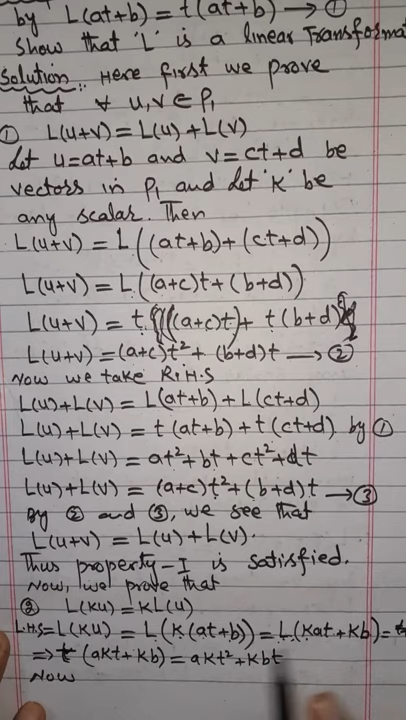 by L(at+b) = t(at+b) → ①
Show that 'L' is a linear Transforma
Solution:. Here first we prove
that ∀ u,v ∈ P₁
① L(u+v) = L(u) + L(v)
Let u=at+b and v=ct+d be
vectors in P₁ and let 'K' be
any scalar. Then
L(u+v) = L((at+b)+(ct+d))
L(u+v) = L((a+c)t+(b+d))
L(u+v) = t((a+c)t)+ t(b+d)
L(u+v) = (a+c)t²+ (b+d)t → ②
Now we take R.H.S
L(u)+L(v) = L(at+b) + L(ct+d)
L(u)+L(v) = t(at+b)+t(ct+d) by ①
L(u)+L(v) = at²+bt+ct²+dt
L(u)+L(v) = (a+c)t²+(b+d)t → ③
By ② and ③, we see that
L(u+v) = L(u)+L(v).
Thus property-I is satisfied.
Now, we prove that
② L(Ku) = KL(u)
L.H.S=L(Ku) = L(K(at+b)) = L(Kat+Kb) =
⇒ t(aKt+Kb) = aKt²+Kbt
Now